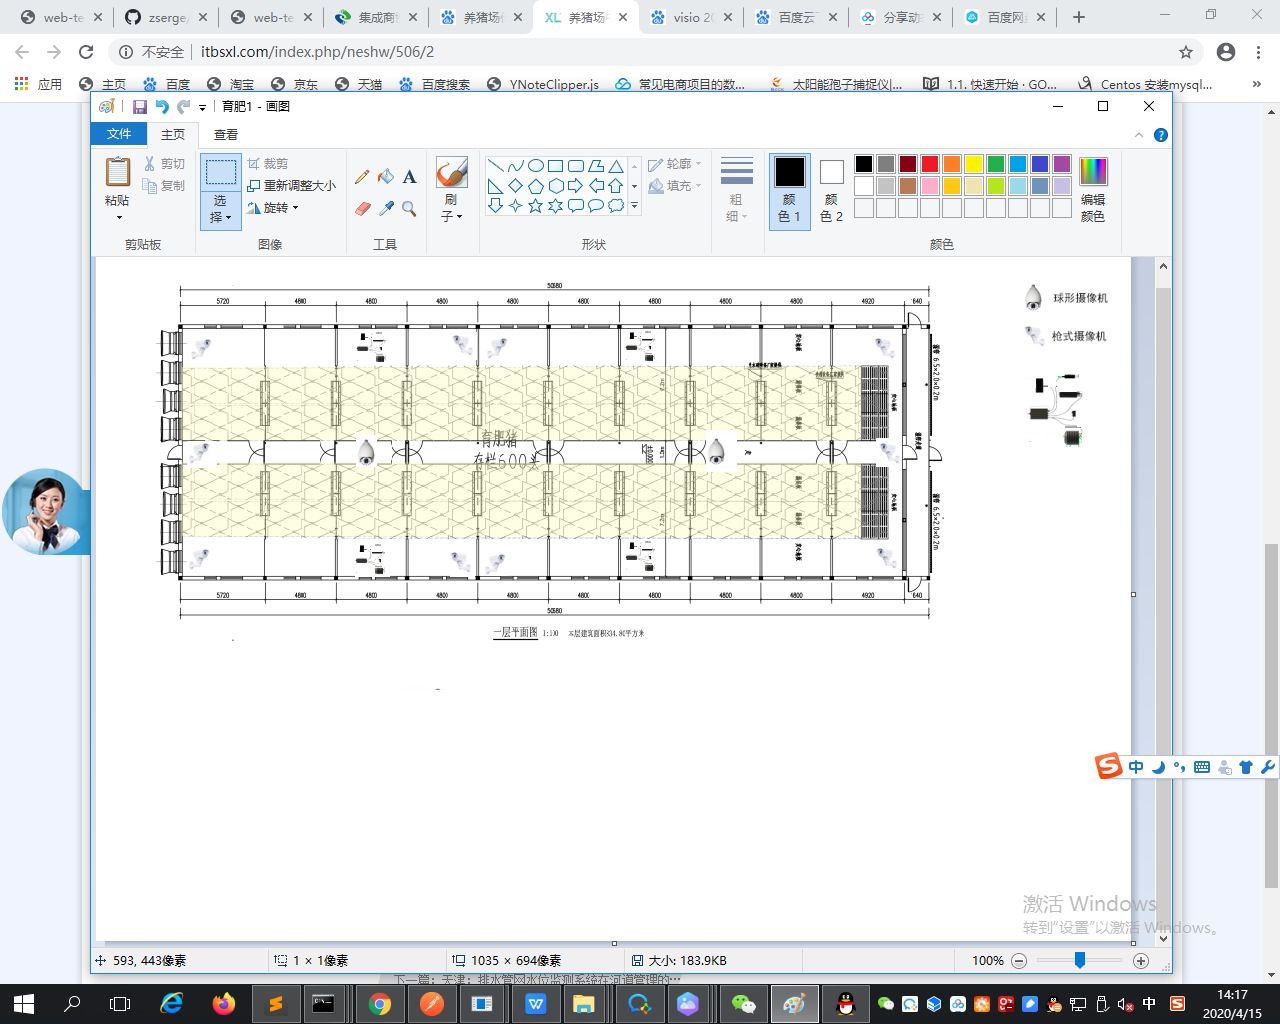 web-te
zserge/
web-te
集成商
养猪场
养猪场
visio 20
百度云
分享动
百度网
不安全 | itbsxl.com/index.php/neshw/506/2
应用 主页 百度 淘宝 京东 天猫 百度搜索 YNoteClipper.js 常见电商项目的数... 太阳能孢子捕捉仪|... 1.1. 快速开始 · GO... Centos 安装mysql...
育肥1 - 画图
文件 主页 查看
粘贴 剪切 复制 选择 裁剪 重新调整大小 旋转 刷子 轮廓 填充 粗细 颜色 1 颜色 2 编辑颜色
剪贴板 图像 工具 形状 颜色
50980
5720 4800 4800 4800 4800 4800 4800 4800 4800 4920 640
球形摄像机
枪式摄像机
育肥猪
存栏600头
5720 4800 4800 4800 4800 4800 4800 4800 4800 4920 640
50980
一层平面图 1:100 本层建筑面积834.80平方米
中
激活 Windows
转到"设置"以激活 Windows。
593, 443像素 1 × 1像素 1035 × 694像素 大小: 183.9KB 100%
下一篇：天津：排水管网水位监测系统在河道管理的…
中
14:17
2020/4/15